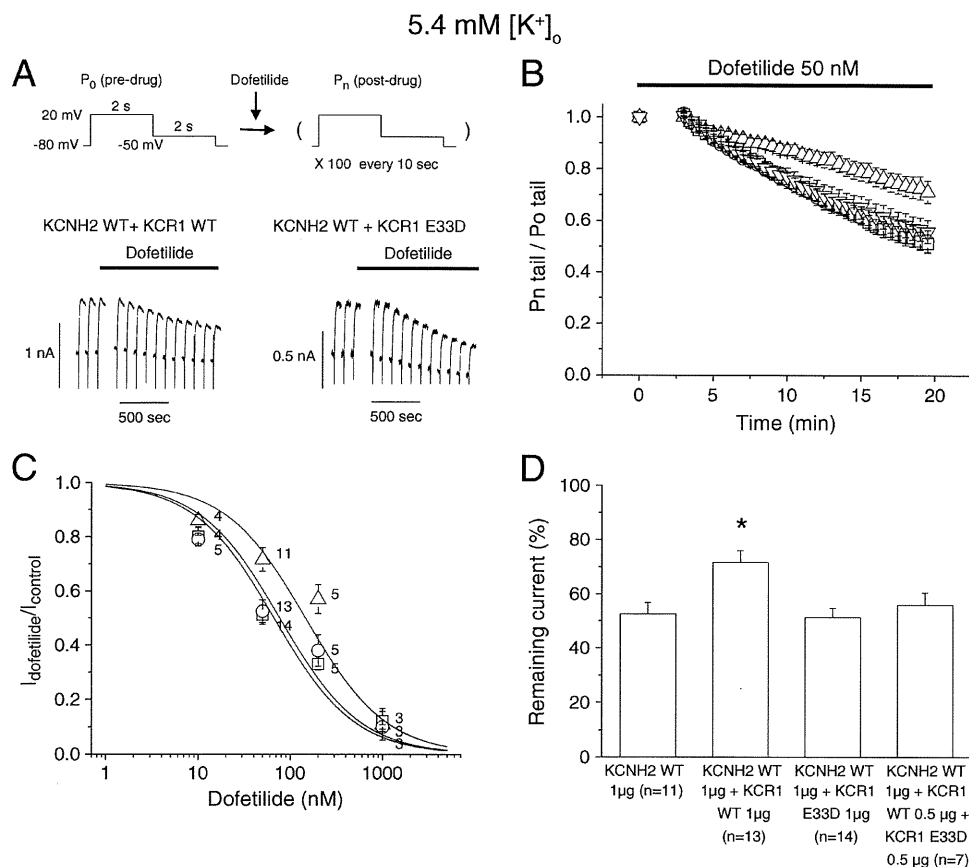 5.4 mM [K⁺]ₒ
A
P₀ (pre-drug)
Dofetilide
Pₙ (post-drug)
2 s
20 mV
2 s
-80 mV
-50 mV
( )
X 100 every 10 sec
KCNH2 WT + KCR1 WT
KCNH2 WT + KCR1 E33D
Dofetilide
Dofetilide
1 nA
0.5 nA
500 sec
500 sec
B
Dofetilide 50 nM
Pn tail / Po tail
1.0
0.8
0.6
0.4
0.2
0.0
0
5
10
15
20
Time (min)
C
I dofetilide/I control
1.0
0.8
0.6
0.4
0.2
0.0
4
4
5
11
13
14
5
5
5
3
3
3
1
10
100
1000
Dofetilide (nM)
D
Remaining current (%)
100
80
60
40
20
0
*
KCNH2 WT
1µg (n=11)
KCNH2 WT
1µg + KCR1
WT 1µg
(n=13)
KCNH2 WT
1µg + KCR1
E33D 1µg
(n=14)
KCNH2 WT
1µg + KCR1
WT 0.5 µg +
KCR1 E33D
0.5 µg (n=7)